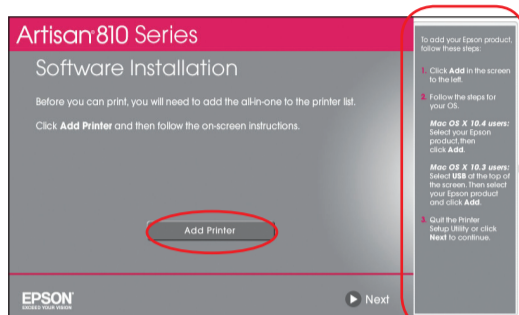 Artisan 810 Series
Software Installation
Before you can print, you will need to add the all-in-one to the printer list.
Click Add Printer and then follow the on-screen instructions.
Add Printer
EPSON
EXCEED YOUR VISION
Next
To add your Epson product,
follow these steps:
1. Click Add in the screen
to the left.
2. Follow the steps for
your OS.
Mac OS X 10.4 users:
Select your Epson
product, then
click Add.
Mac OS X 10.3 users:
Select USB at the top of
the screen. Then select
your Epson product
and click Add.
3. Quit the Printer
Setup Utility or click
Next to continue.